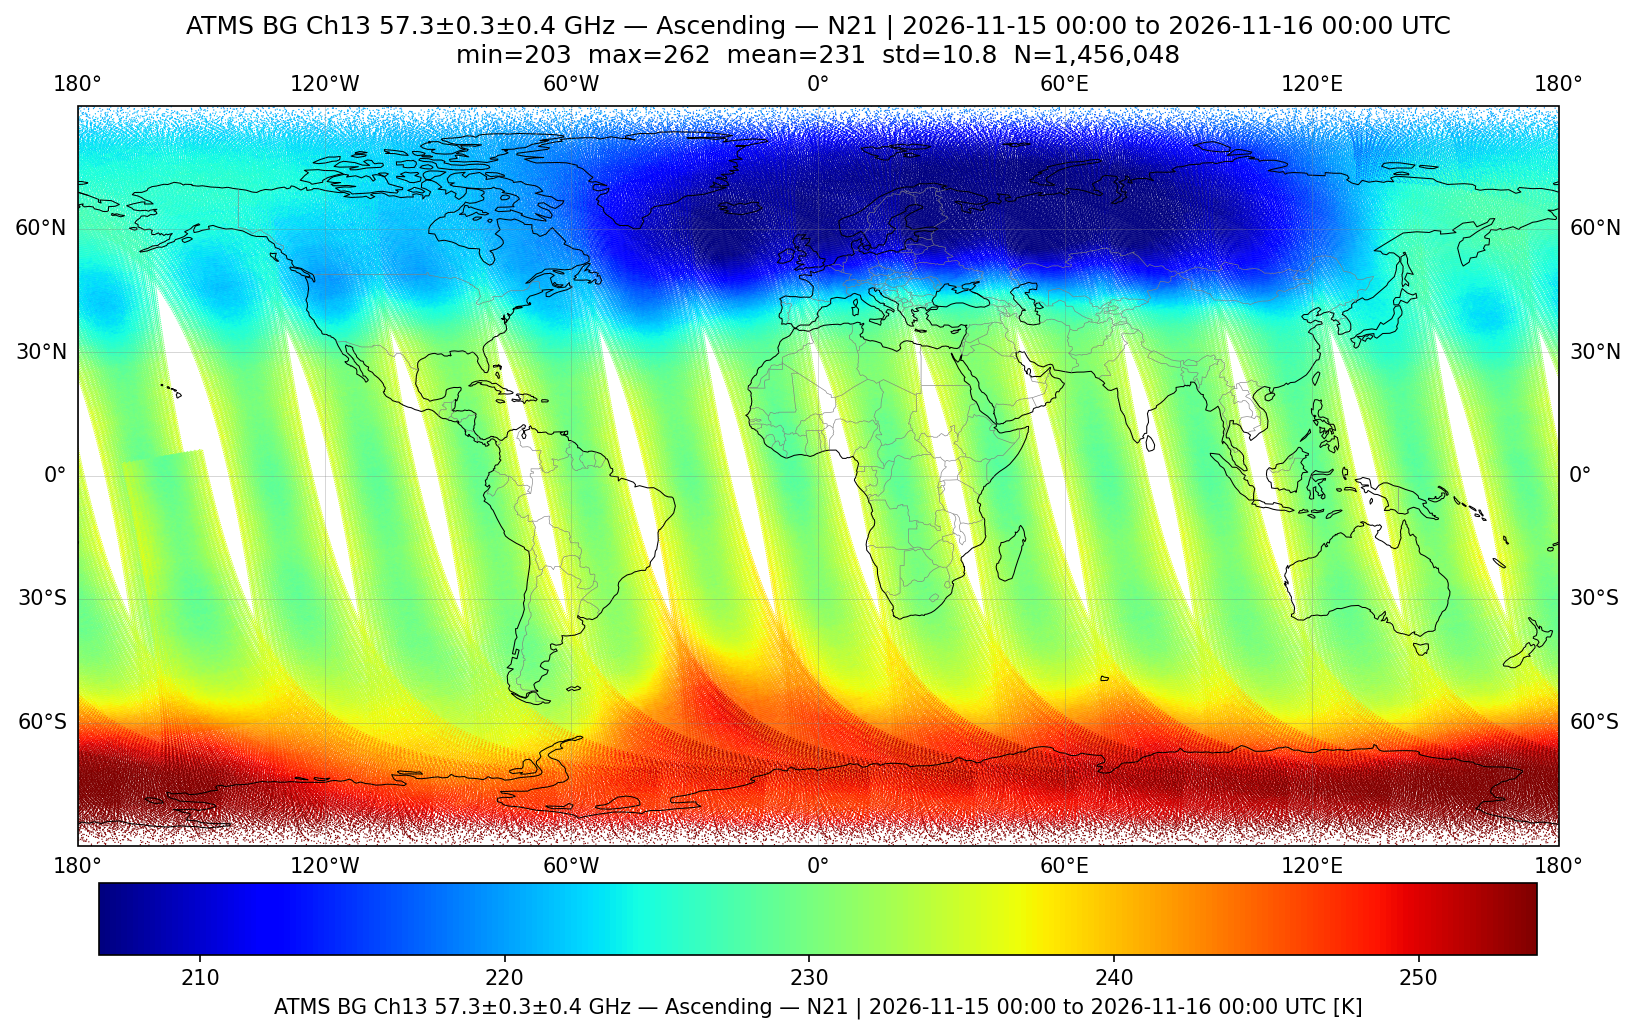 ATMS BG Ch13 57.3±0.3±0.4 GHz — Ascending — N21 | 2026-11-15 00:00 to 2026-11-16 00:00 UTC
min=203 max=262 mean=231 std=10.8 N=1,456,048
180° 120°W 60°W 0° 60°E 120°E 180°
60°N 60°N
30°N 30°N
0° 0°
30°S 30°S
60°S 60°S
180° 120°W 60°W 0° 60°E 120°E 180°
210 220 230 240 250
ATMS BG Ch13 57.3±0.3±0.4 GHz — Ascending — N21 | 2026-11-15 00:00 to 2026-11-16 00:00 UTC [K]